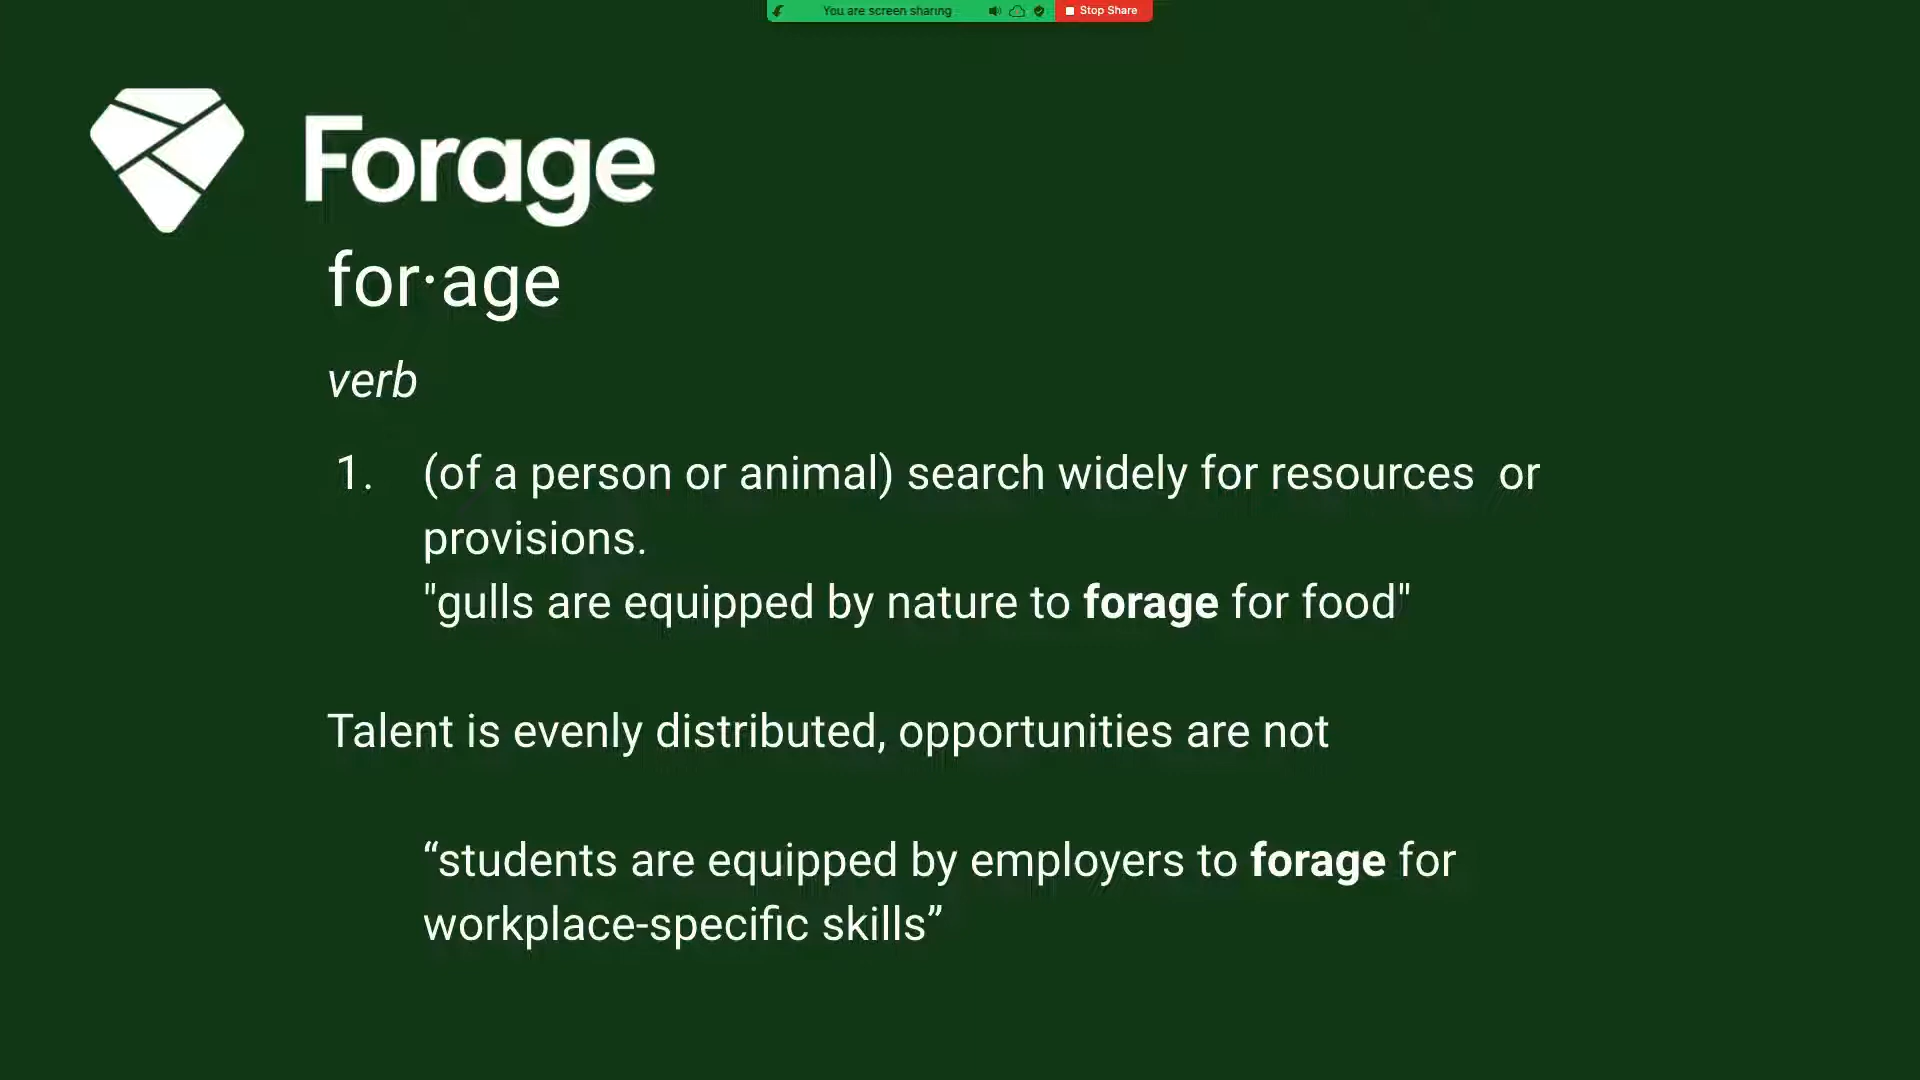 You are screen sharing
Stop Share
Forage
for·age
verb
1. (of a person or animal) search widely for resources  or
provisions.
"gulls are equipped by nature to forage for food"
Talent is evenly distributed, opportunities are not
“students are equipped by employers to forage for
workplace-specific skills”